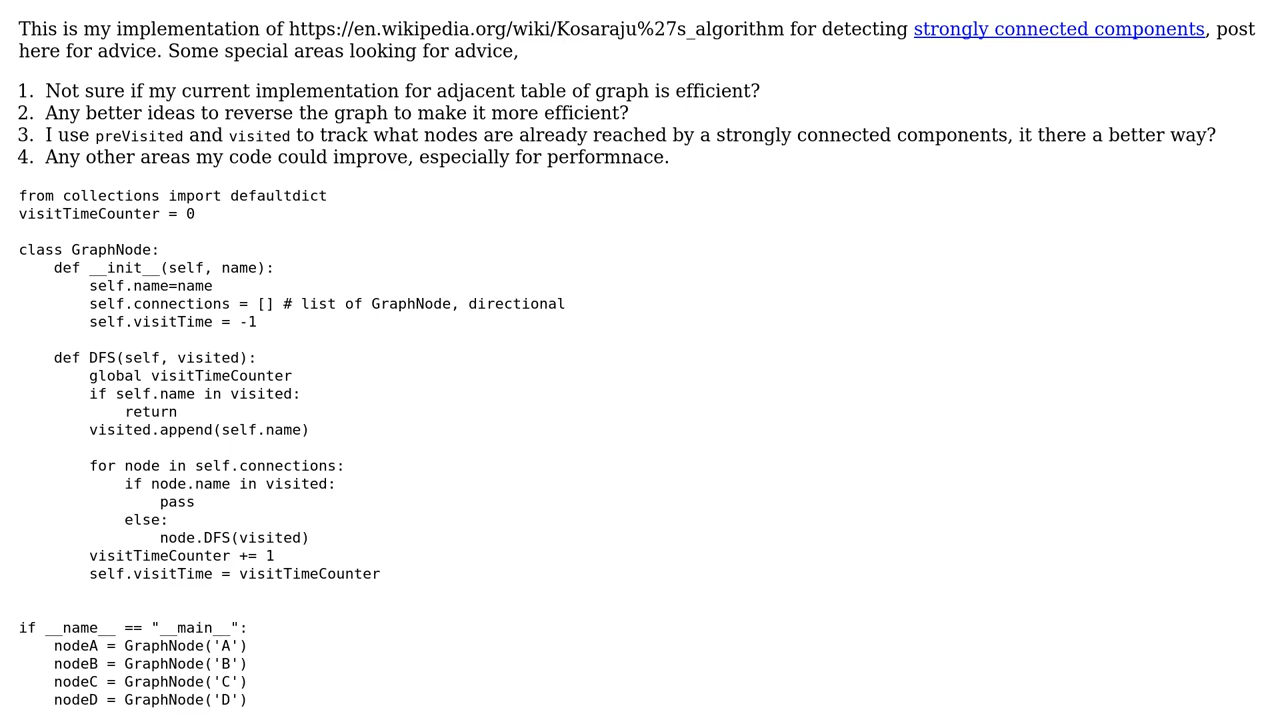 This is my implementation of https://en.wikipedia.org/wiki/Kosaraju%27s_algorithm for detecting strongly connected components, post
here for advice. Some special areas looking for advice,
1. Not sure if my current implementation for adjacent table of graph is efficient?
2. Any better ideas to reverse the graph to make it more efficient?
3. I use preVisited and visited to track what nodes are already reached by a strongly connected components, it there a better way?
4. Any other areas my code could improve, especially for performnace.
from collections import defaultdict
visitTimeCounter = 0
class GraphNode:
    def __init__(self, name):
        self.name=name
        self.connections = [] # list of GraphNode, directional
        self.visitTime = -1
    def DFS(self, visited):
        global visitTimeCounter
        if self.name in visited:
            return
        visited.append(self.name)
        for node in self.connections:
            if node.name in visited:
                pass
            else:
                node.DFS(visited)
        visitTimeCounter += 1
        self.visitTime = visitTimeCounter
if __name__ == "__main__":
    nodeA = GraphNode('A')
    nodeB = GraphNode('B')
    nodeC = GraphNode('C')
    nodeD = GraphNode('D')